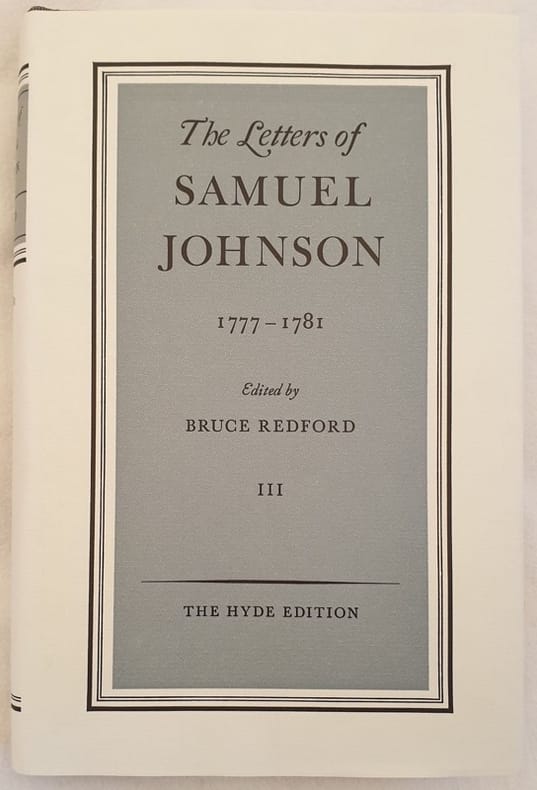 The Letters of
SAMUEL
JOHNSON
1777–1781
Edited by
BRUCE REDFORD
III
THE HYDE EDITION